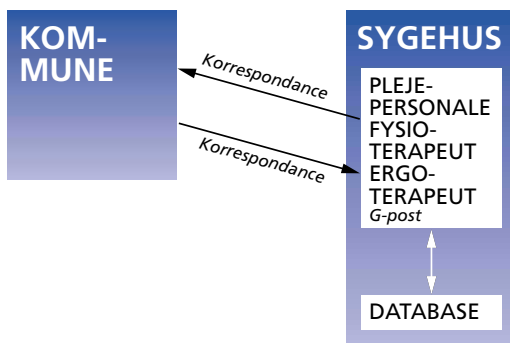 KOM-
MUNE
Korrespondance
Korrespondance
SYGEHUS
PLEJE-
PERSONALE
FYSIO-
TERAPEUT
ERGO-
TERAPEUT
G-post
DATABASE